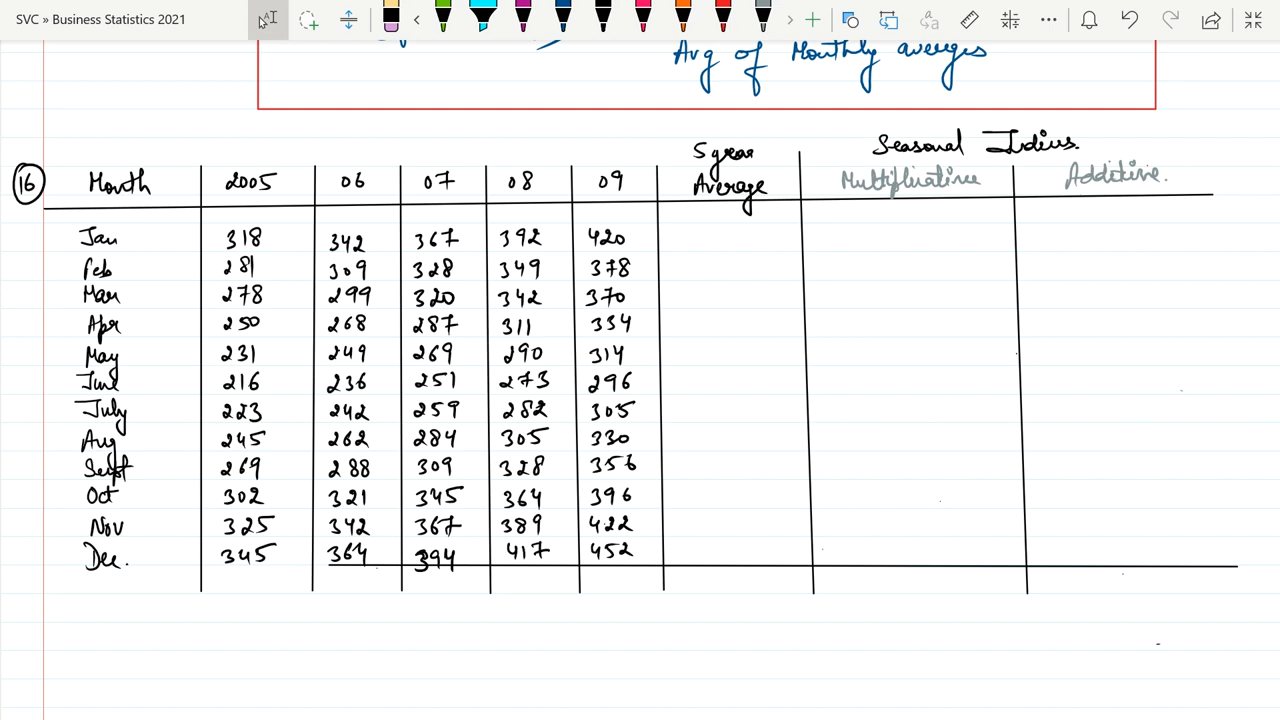 SVC » Business Statistics 2021
Avg of Monthly averages
16 Month 2005 06 07 08 09 5 year Average Seasonal Indices.
Multiplicative Additive.
Jan 318 342 367 392 420
Feb 281 309 328 349 378
Mar 278 299 320 342 370
Apr 250 268 287 311 334
May 231 249 269 290 314
June 216 236 251 273 296
July 223 242 259 282 305
Aug 245 262 284 305 330
Sept 269 288 309 328 356
Oct 302 321 345 364 396
Nov 325 342 367 389 422
Dec. 345 364 394 417 452